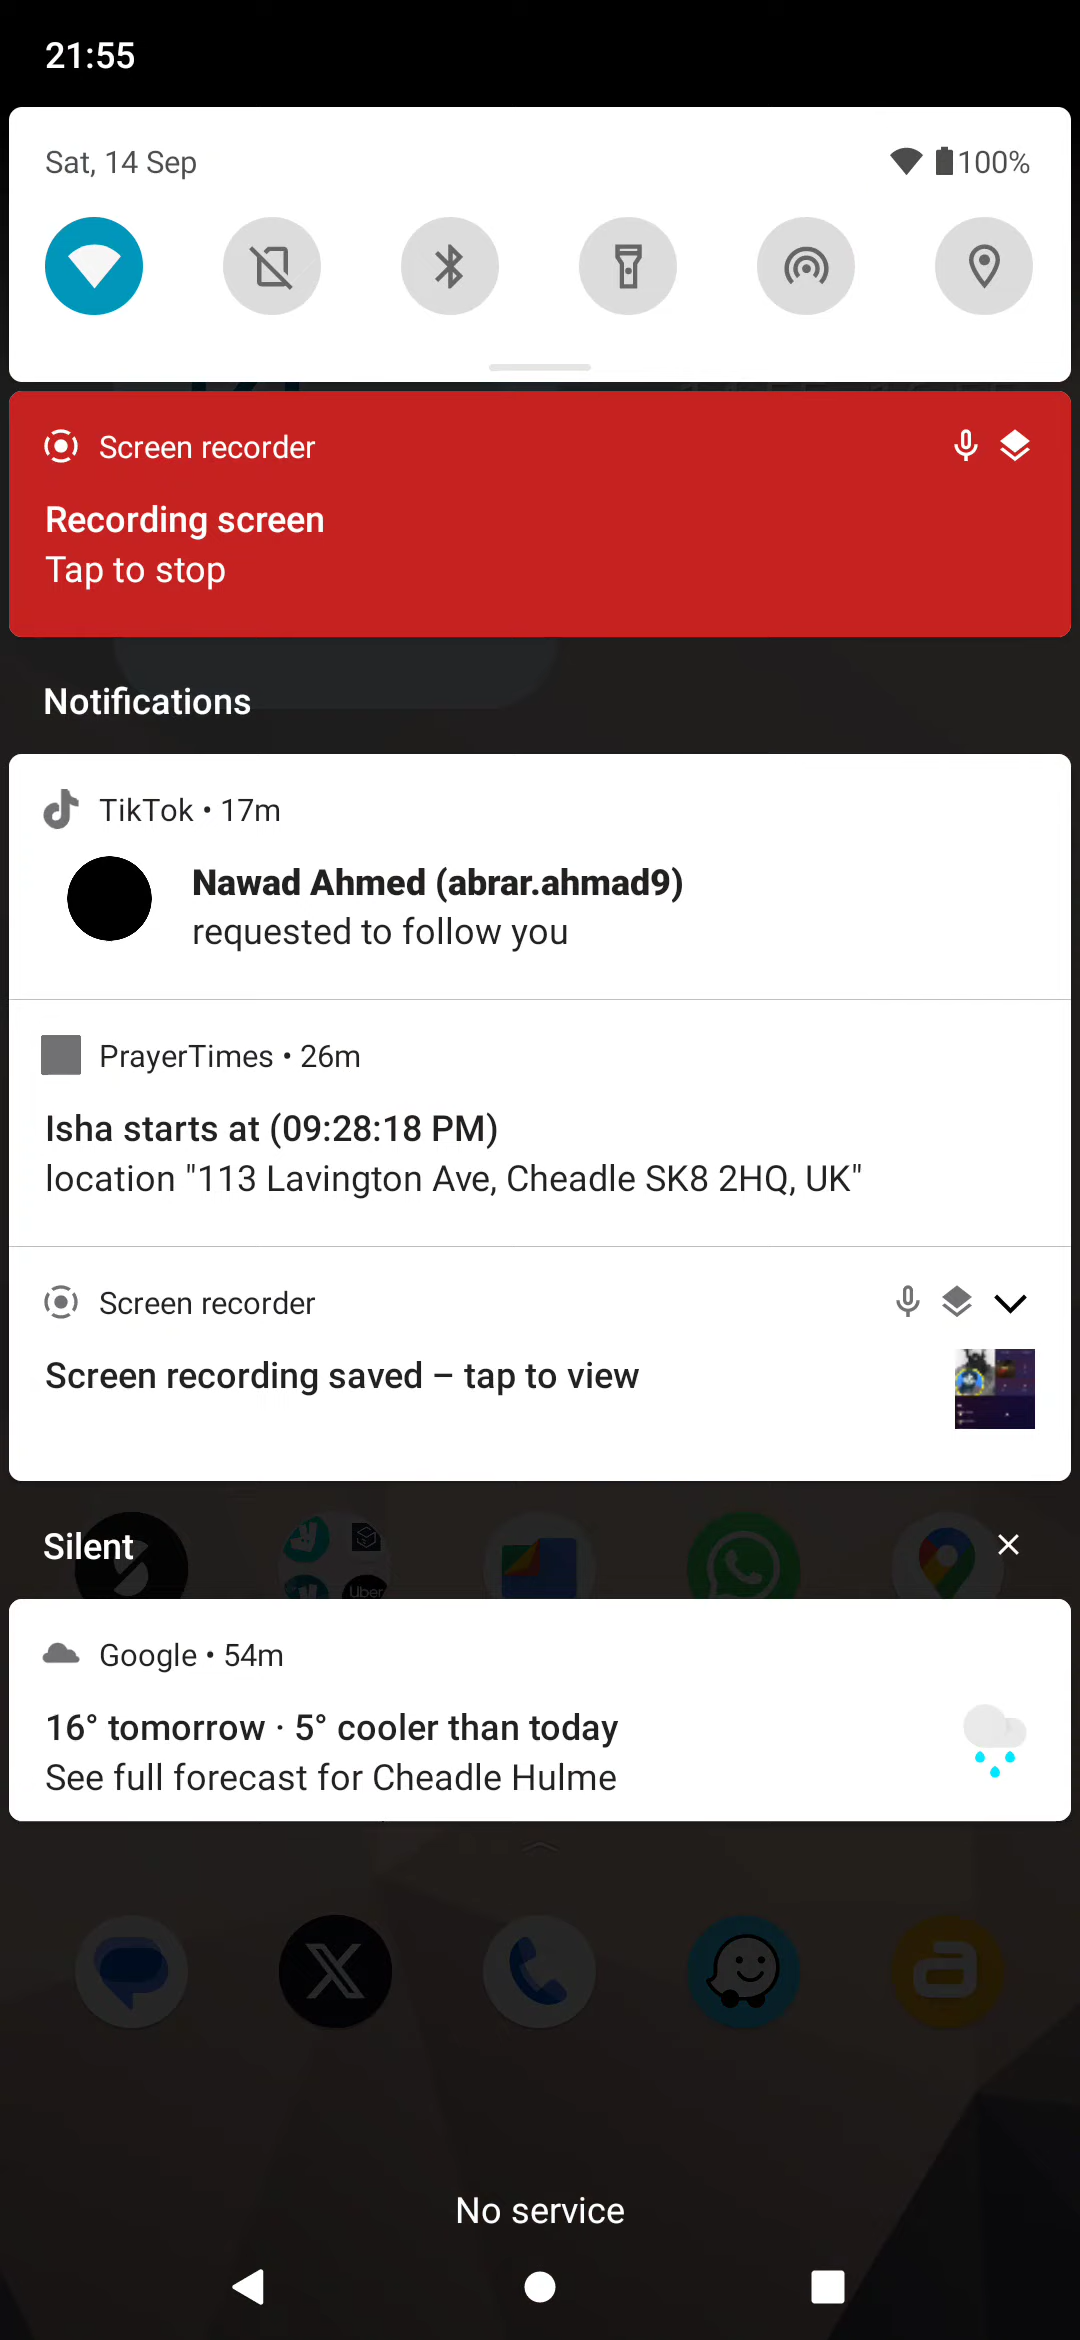 21:55
Sat, 14 Sep
100%
Screen recorder
Recording screen
Tap to stop
Notifications
TikTok • 17m
Nawad Ahmed (abrar.ahmad9)
requested to follow you
PrayerTimes • 26m
Isha starts at (09:28:18 PM)
location "113 Lavington Ave, Cheadle SK8 2HQ, UK"
Screen recorder
Screen recording saved – tap to view
Silent
Uber
Google • 54m
16° tomorrow · 5° cooler than today
See full forecast for Cheadle Hulme
No service